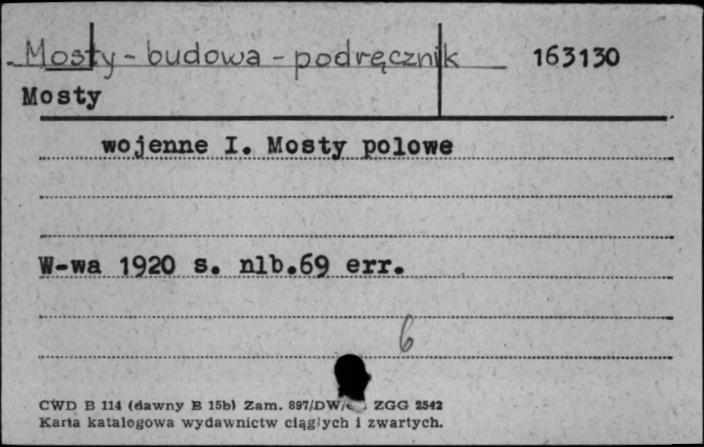 Mosty - budowa - podręcznik 163130
Mosty
wojenne I. Mosty polowe
W-wa 1920 s. nlb.69 err.
6
CWD B 114 (dawny B 15b) Zam. 897/DW/ ZGG 2542
Karta katalogowa wydawnictw ciągłych i zwartych.